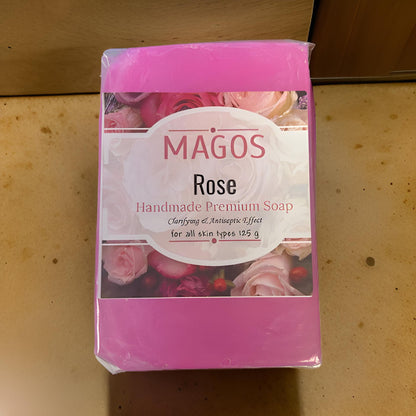 MAGOS
Rose
Handmade Premium Soap
Clarifying & Antiseptic Effect
for all skin types 125 g